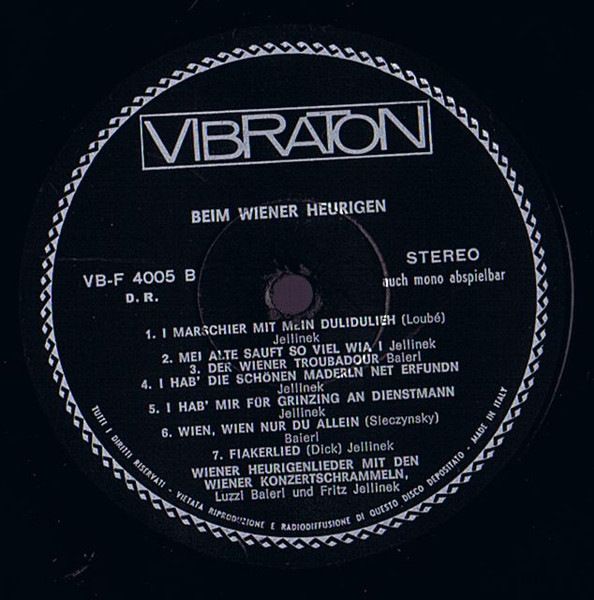 VIBRATON
BEIM WIENER HEURIGEN
VB-F 4005 B
D. R.
STEREO
auch mono abspielbar
1. I MARSCHIER MIT MEIN DULIDULIEH (Loubé)
Jellinek
2. MEI ALTE SAUFT SO VIEL WIA I Jellinek
3. DER WIENER TROUBADOUR Baierl
4. I HAB' DIE SCHÖNEN MADERLN NET ERFUNDN
Jellinek
5. I HAB' MIR FÜR GRINZING AN DIENSTMANN
Jellinek
6. WIEN, WIEN NUR DU ALLEIN (Sieczynsky)
Baierl
7. FIAKERLIED (Dick) Jellinek
WIENER HEURIGENLIEDER MIT DEN
WIENER KONZERTSCHRAMMELN,
Luzzi Baierl und Fritz Jellinek
TUTTI I DIRITTI RISERVATI - VIETATA RIPRODUZIONE E RADIODIFFUSIONE DI QUESTO DISCO DEPOSITATO - MADE IN ITALY